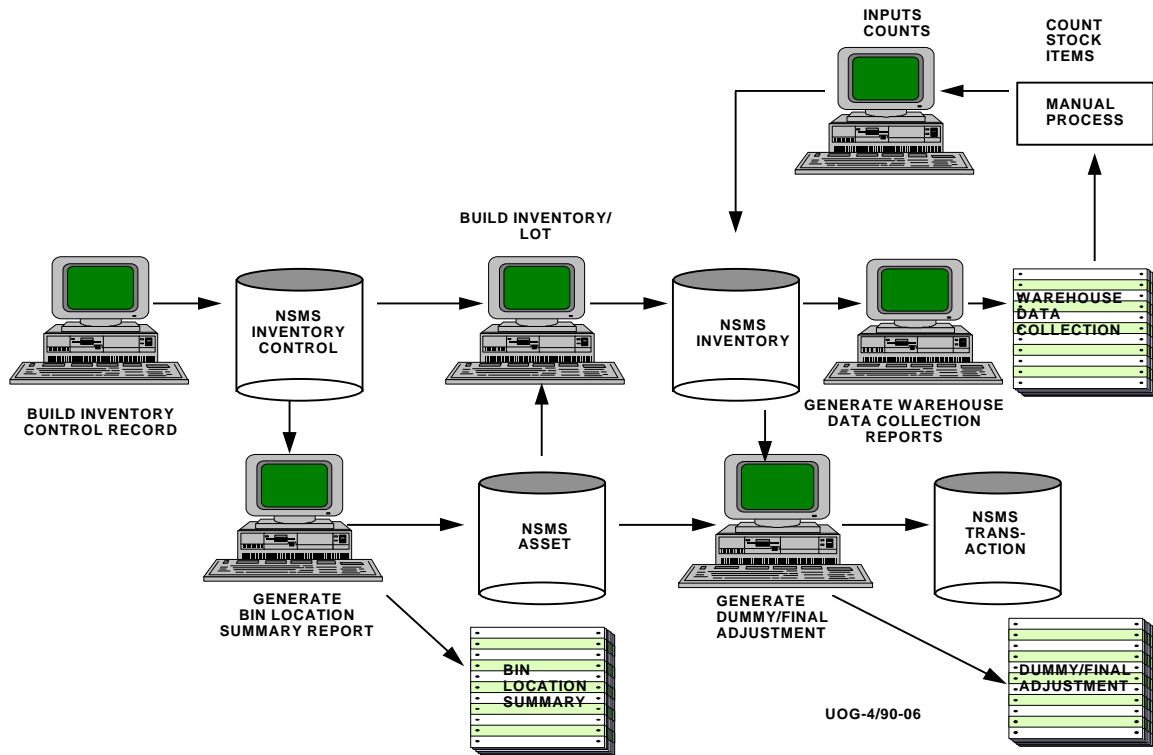 INPUTS
COUNTS
COUNT
STOCK
ITEMS
MANUAL
PROCESS
BUILD INVENTORY/
LOT
NSMS
INVENTORY
CONTROL
NSMS
INVENTORY
WAREHOUSE
DATA
COLLECTION
BUILD INVENTORY
CONTROL RECORD
GENERATE WAREHOUSE
DATA COLLECTION
REPORTS
NSMS
ASSET
NSMS
TRANS-
ACTION
GENERATE
BIN LOCATION
SUMMARY REPORT
GENERATE
DUMMY/FINAL
ADJUSTMENT
BIN
LOCATION
SUMMARY
DUMMY/FINAL
ADJUSTMENT
UOG-4/90-06